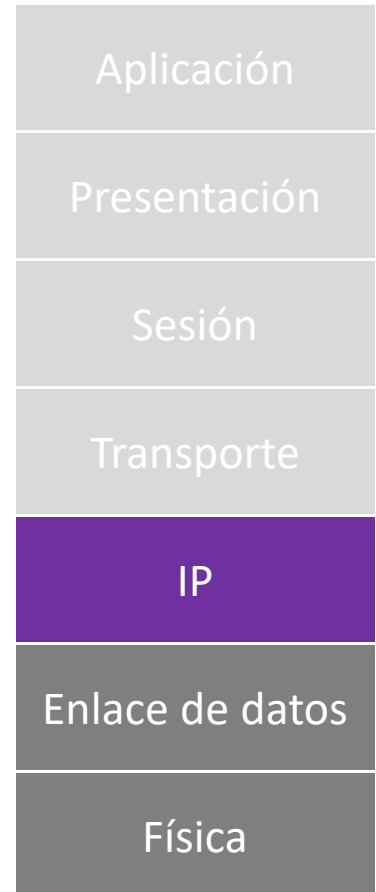 Aplicación
Presentación
Sesión
Transporte
IP
Enlace de datos
Física